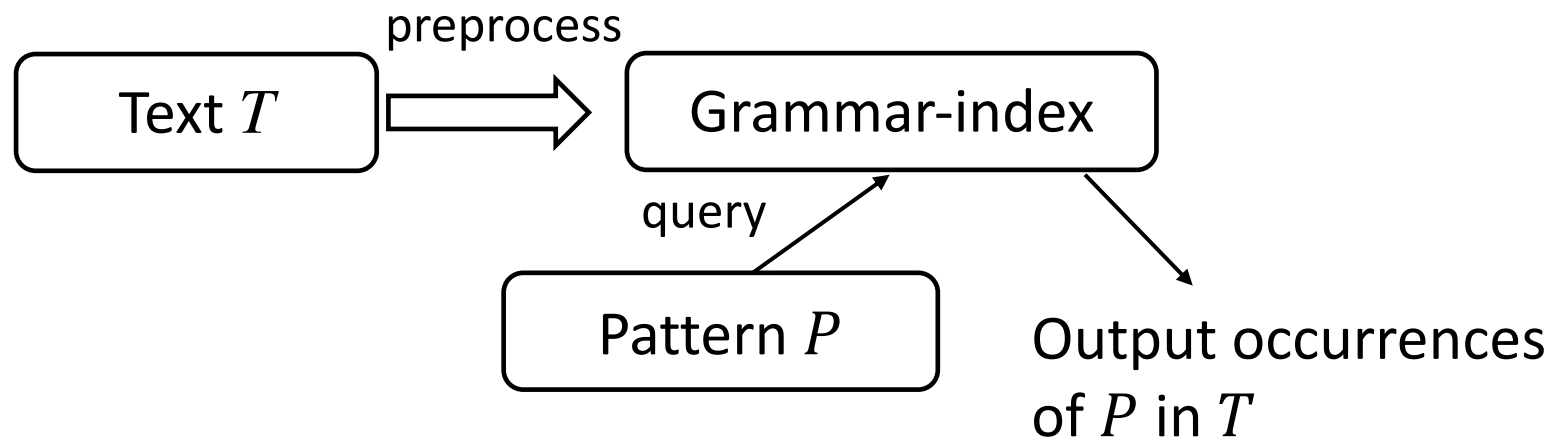 preprocess
Text T
Grammar-index
query
Pattern P
Output occurrences
of P in T